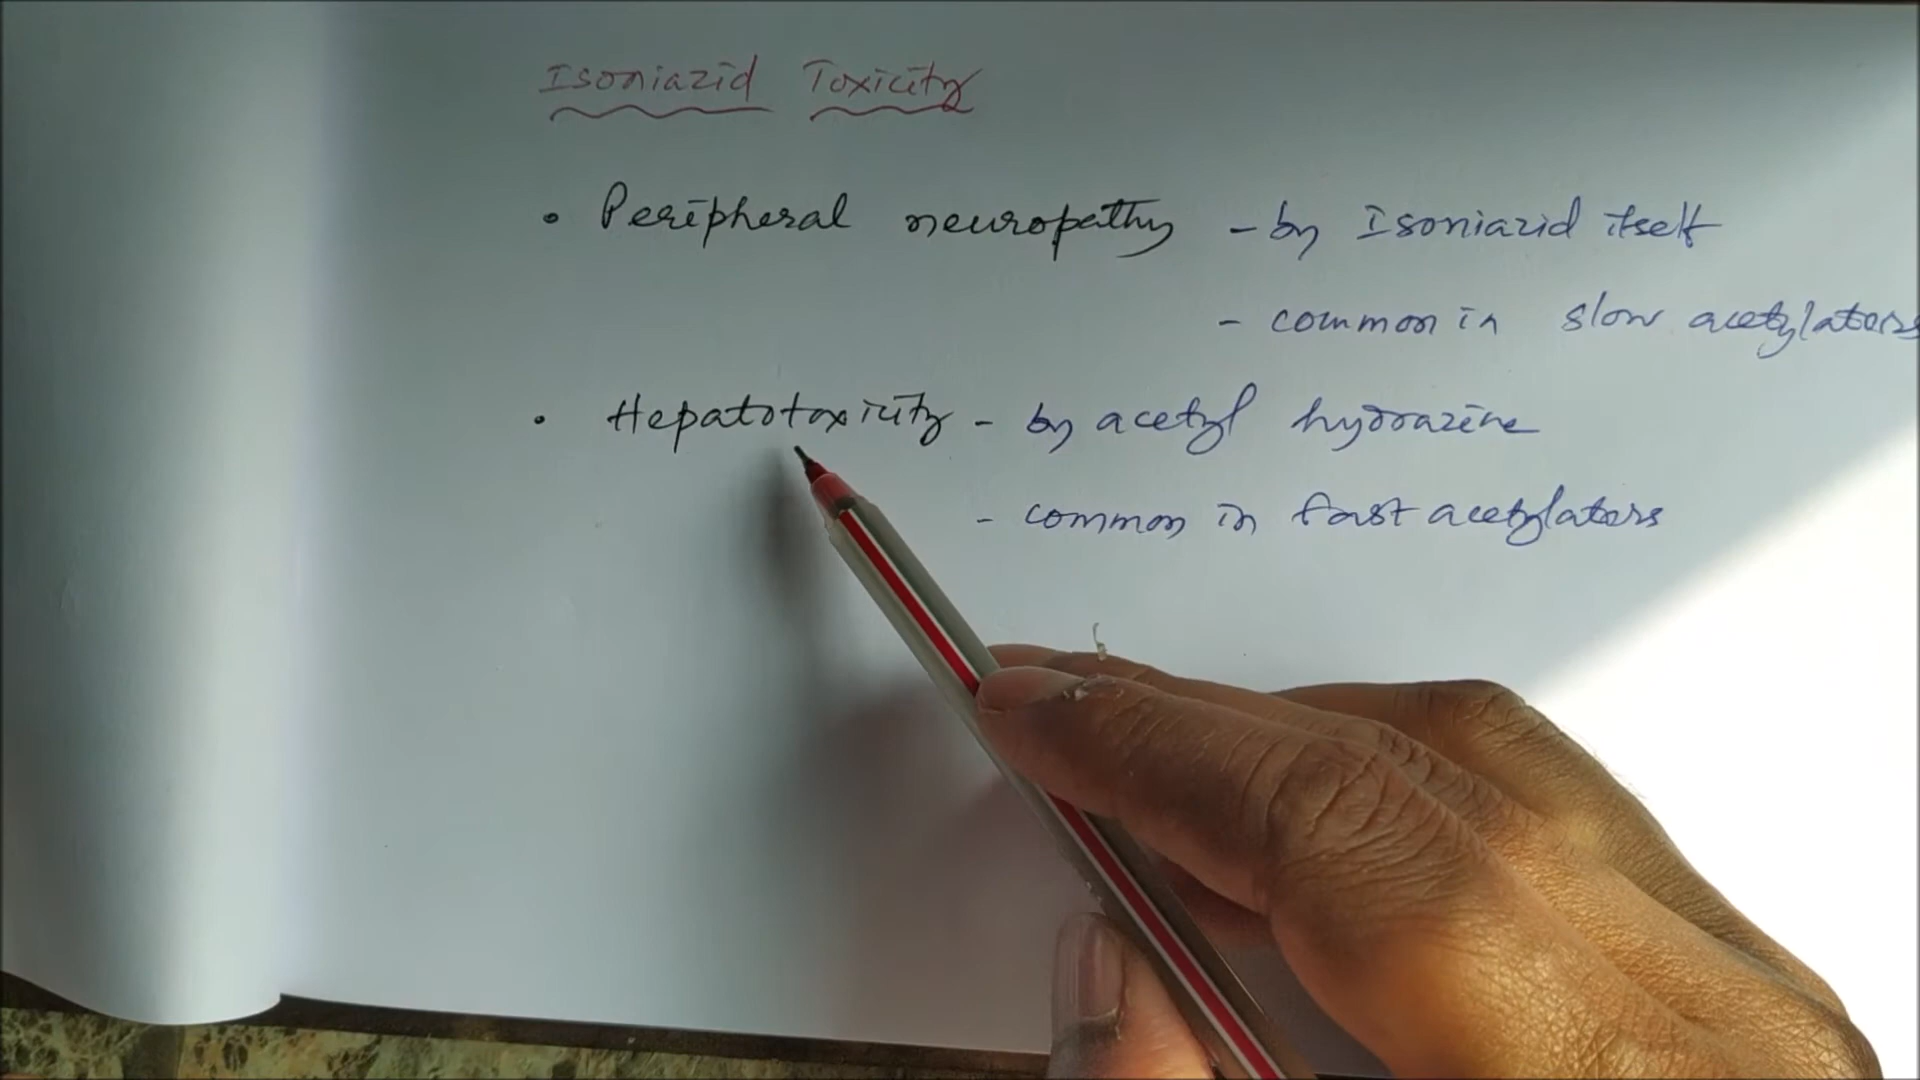 Isoniazid Toxicity
• Peripheral neuropathy - by Isoniazid itself
- common in slow acetylators
• Hepatotoxicity - by acetyl hydrazine
- common in fast acetylators